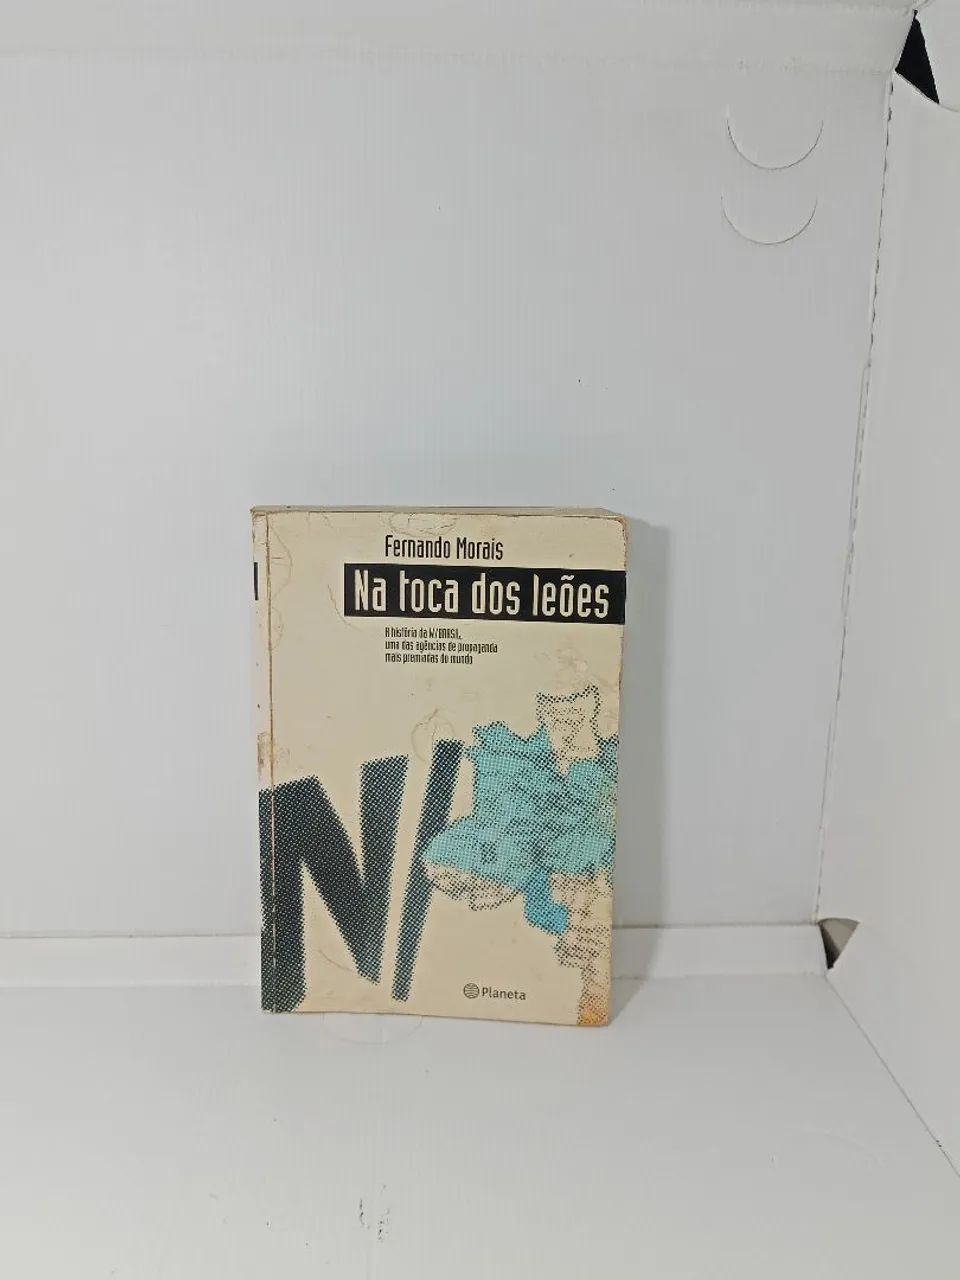 Fernando Morais
Na toca dos leões
A história da W/BRASIL,
uma das agências de propaganda
mais premiadas do mundo
W/
Planeta